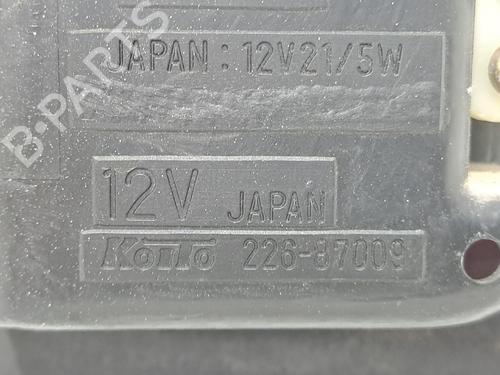 JAPAN: 12V21/5W
B-PARTS
12V JAPAN
KOITO 226-87009